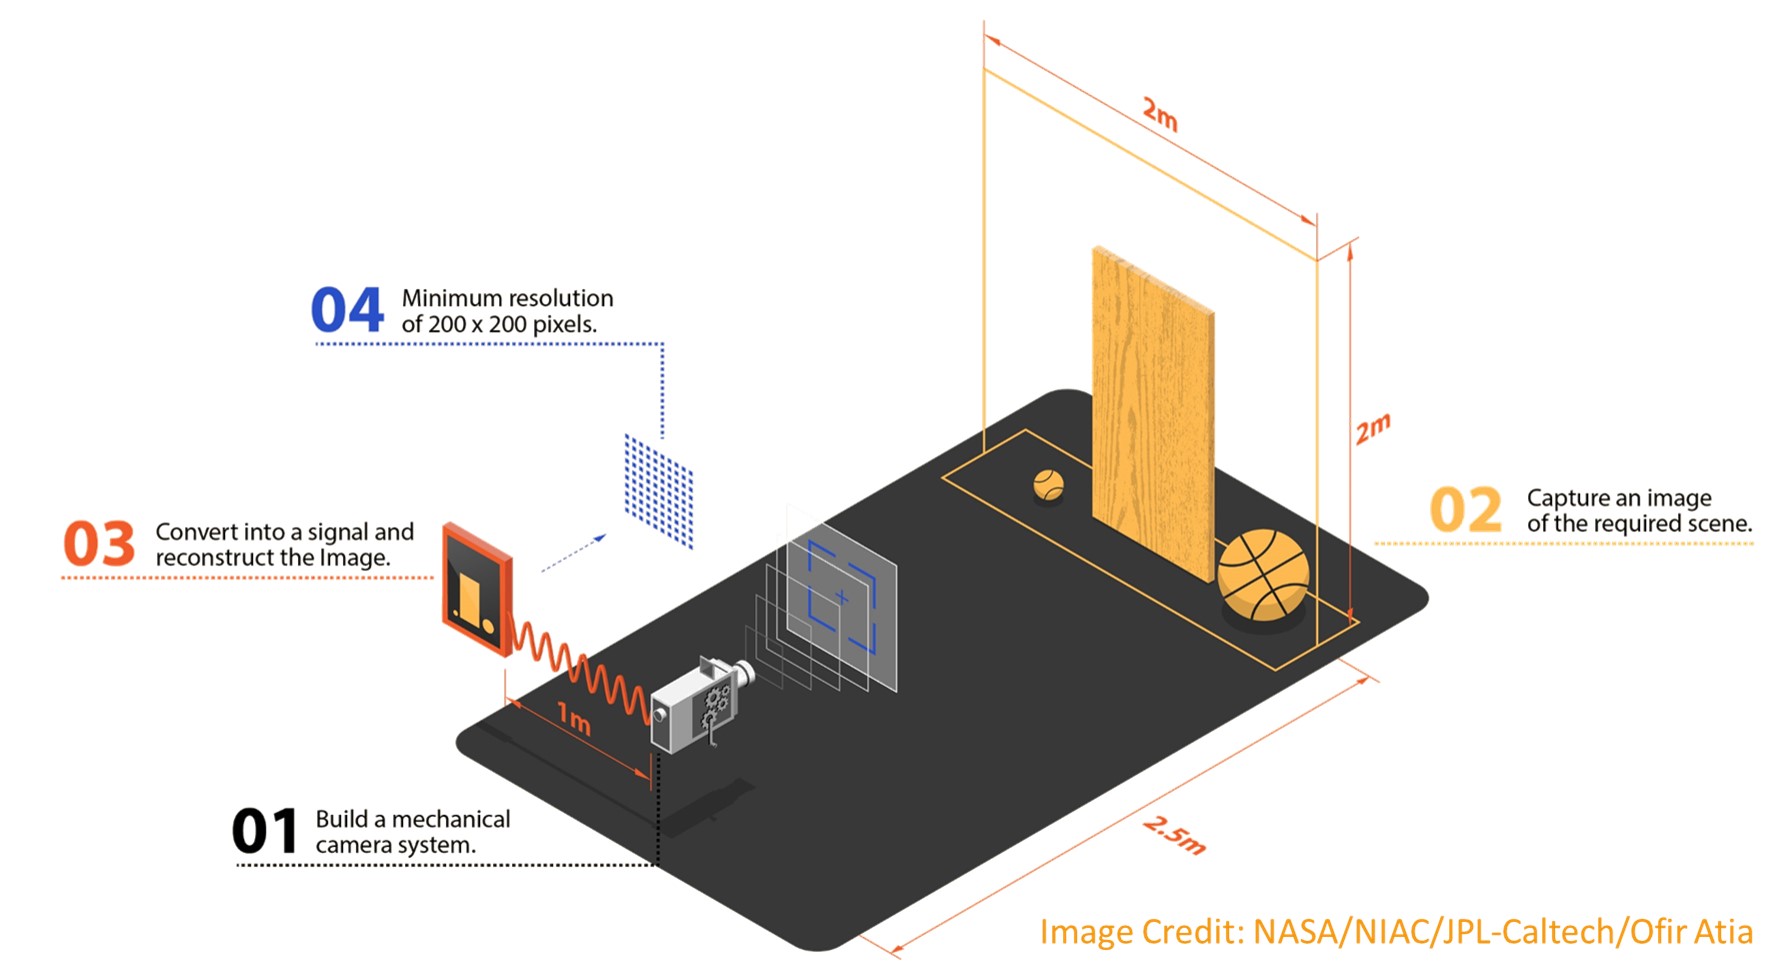 2m
04 Minimum resolution
of 200 x 200 pixels.
2m
02 Capture an image
of the required scene.
03 Convert into a signal and
reconstruct the Image.
1m
01 Build a mechanical
camera system.
2.5m
Image Credit: NASA/NIAC/JPL-Caltech/Ofir Atia